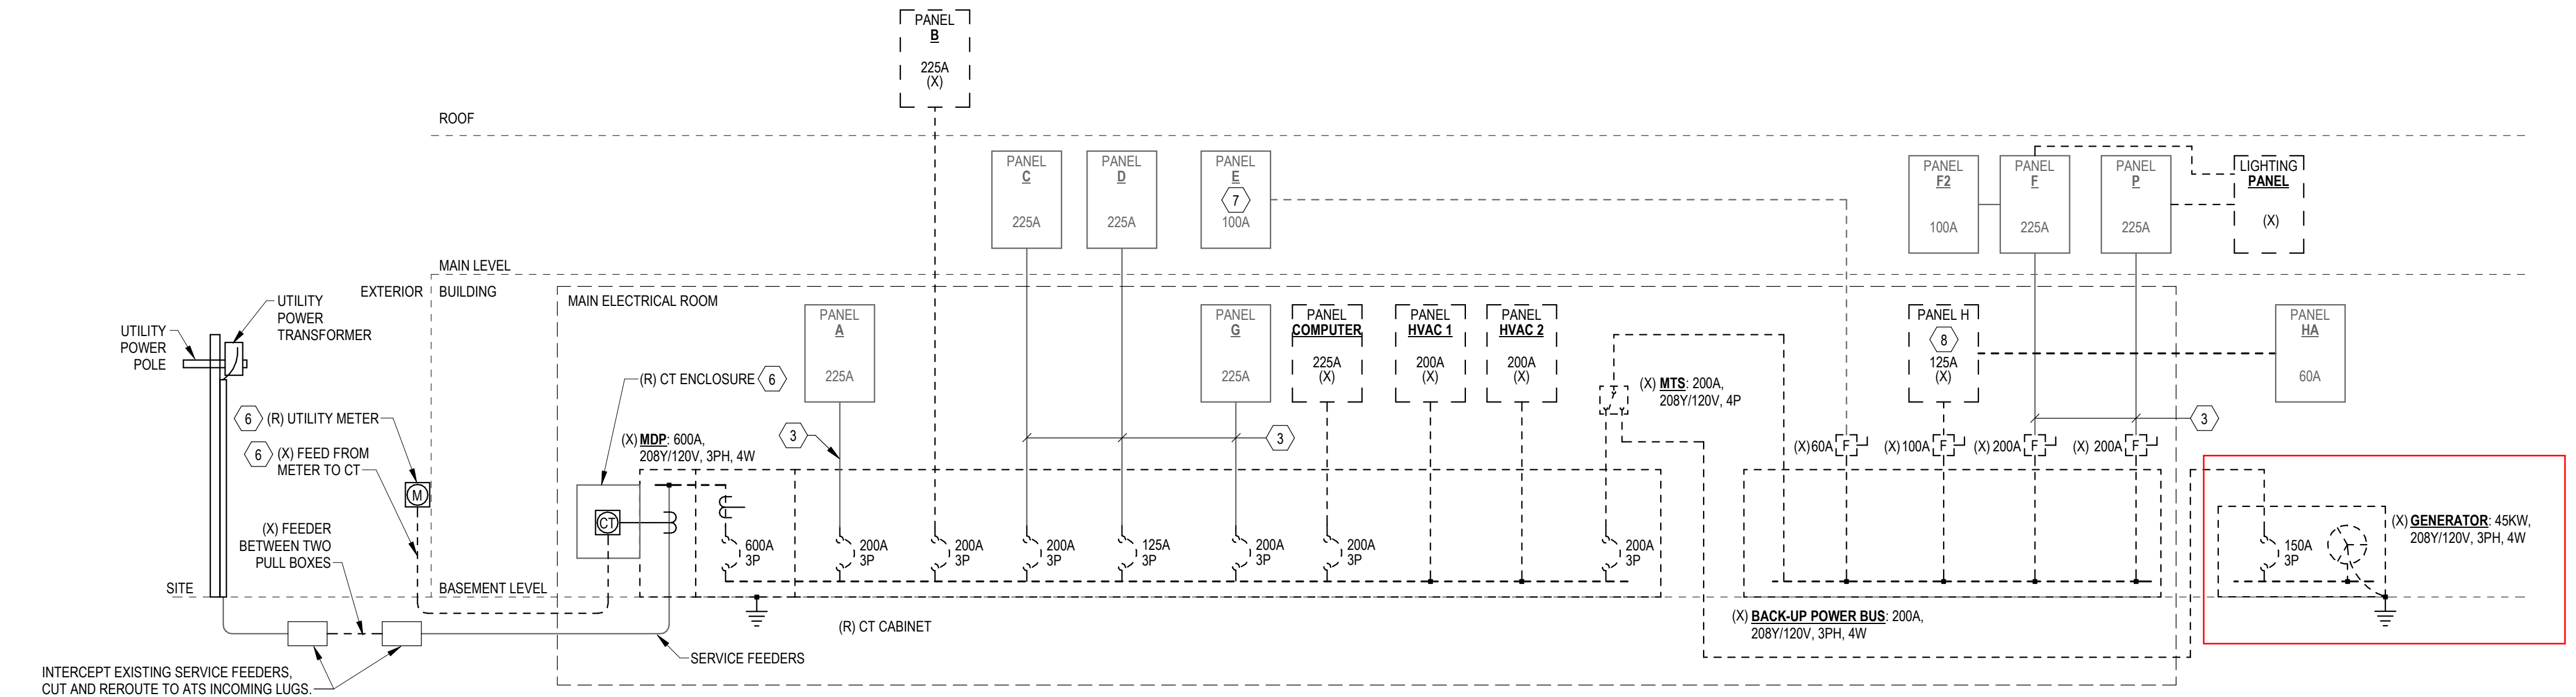 PANEL
B
225A
(X)
ROOF
PANEL
C
225A
PANEL
D
225A
PANEL
E
7
100A
PANEL
F2
100A
PANEL
F
225A
PANEL
P
225A
LIGHTING
PANEL
(X)
MAIN LEVEL
EXTERIOR
BUILDING
MAIN ELECTRICAL ROOM
UTILITY
POWER
TRANSFORMER
UTILITY
POWER
POLE
PANEL
A
225A
PANEL
G
225A
PANEL
COMPUTER
225A
(X)
PANEL
HVAC 1
200A
(X)
PANEL
HVAC 2
200A
(X)
PANEL H
8
125A
(X)
PANEL
HA
60A
(R) CT ENCLOSURE 6
(X) MTS: 200A,
208Y/120V, 4P
6 (R) UTILITY METER
6 (X) FEED FROM
METER TO CT
(X) MDP: 600A,
208Y/120V, 3PH, 4W
3
3
3
(X) 60A F
(X) 100A F
(X) 200A F
(X) 200A F
M
CT
(X) FEEDER
BETWEEN TWO
PULL BOXES
600A
3P
200A
3P
200A
3P
200A
3P
125A
3P
200A
3P
200A
3P
200A
3P
150A
3P
(X) GENERATOR: 45KW,
208Y/120V, 3PH, 4W
SITE
BASEMENT LEVEL
(R) CT CABINET
(X) BACK-UP POWER BUS: 200A,
208Y/120V, 3PH, 4W
SERVICE FEEDERS
INTERCEPT EXISTING SERVICE FEEDERS,
CUT AND REROUTE TO ATS INCOMING LUGS.